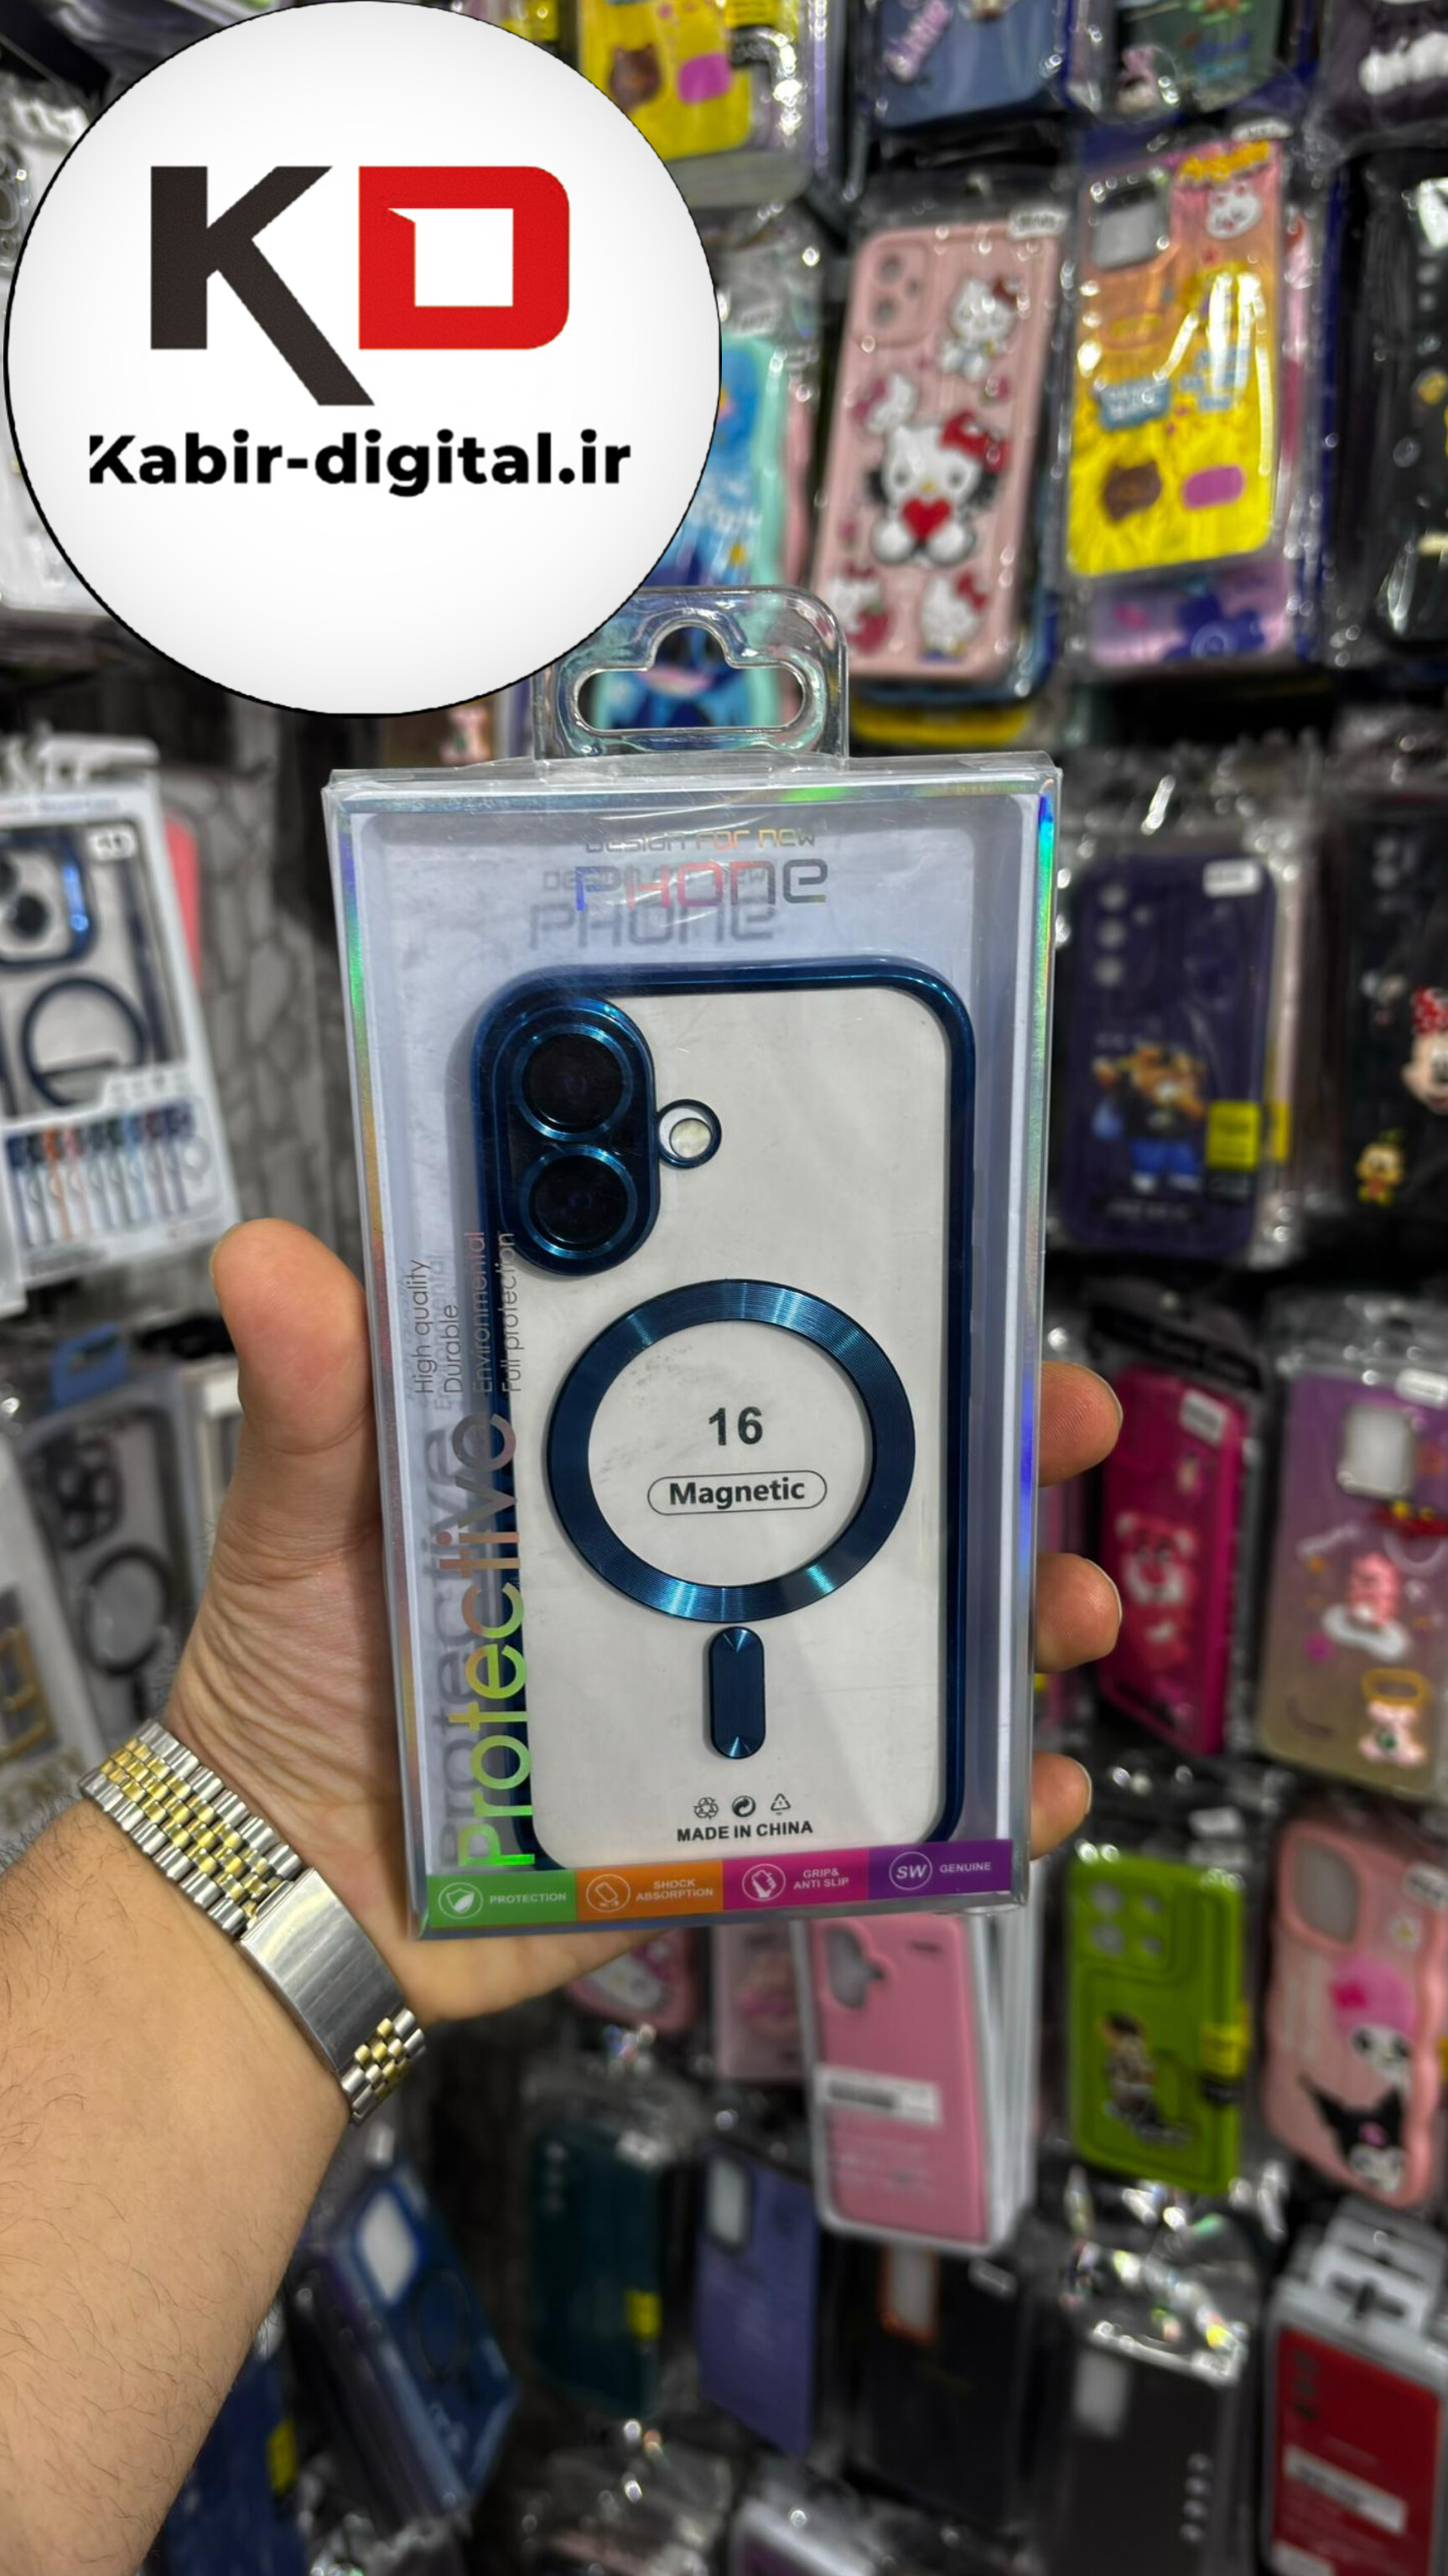 KD
Kabir-digital.ir
DESIGN FOR NEW
PHONE
High quality
Durable
Environmental
Full protection
Protective
16
Magnetic
MADE IN CHINA
PROTECTION
SHOCK
ABSORPTION
GRIP&
ANTI SLIP
SW
GENUINE